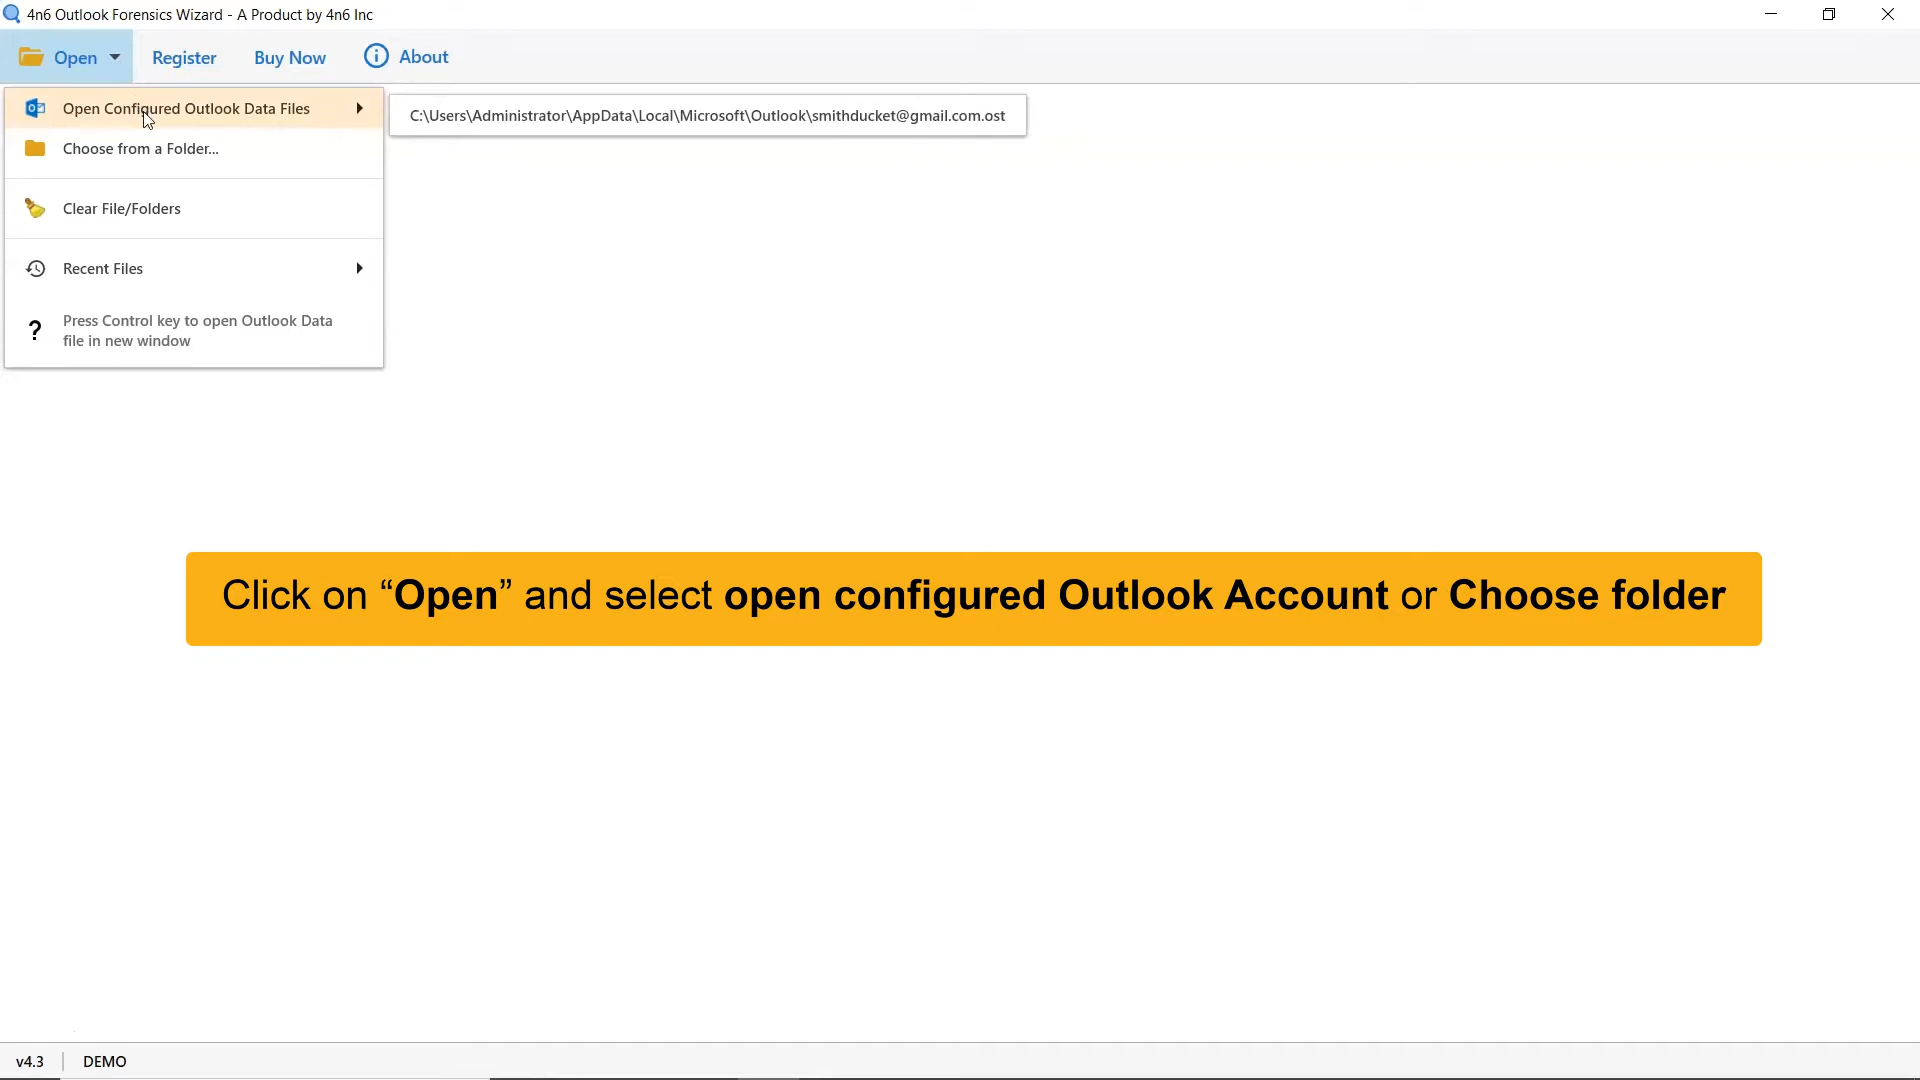 4n6 Outlook Forensics Wizard - A Product by 4n6 Inc
Open Register Buy Now About
Open Configured Outlook Data Files
C:\Users\Administrator\AppData\Local\Microsoft\Outlook\smithducket@gmail.com.ost
Choose from a Folder...
Clear File/Folders
Recent Files
? Press Control key to open Outlook Data
file in new window
Click on “Open” and select open configured Outlook Account or Choose folder
v4.3 DEMO